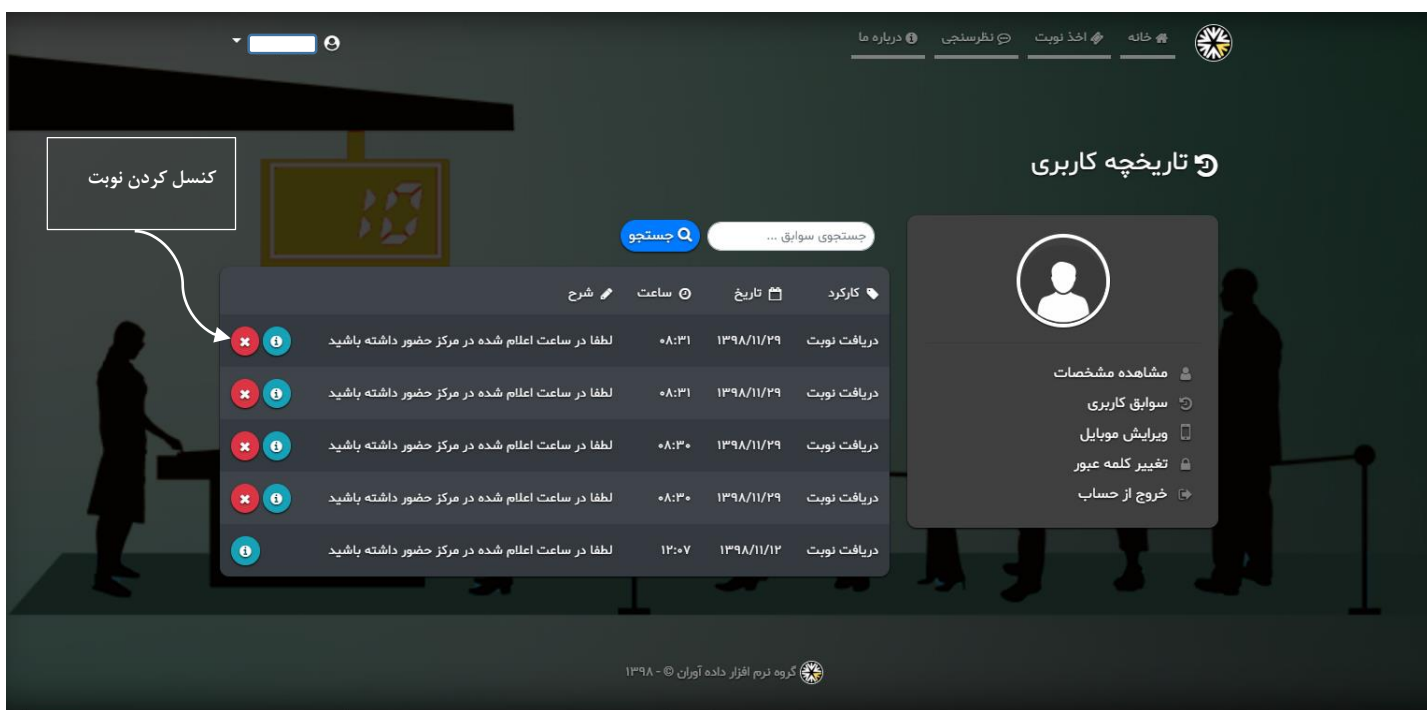 خانه
اخذ نوبت
نظرسنجی
درباره ما
تاریخچه کاربری
کنسل کردن نوبت
10
جستجوی سوابق ...
جستجو
کارکرد تاریخ ساعت شرح
دریافت نوبت ۱۳۹۸/۱۱/۲۹ ۰۸:۳۱ لطفا در ساعت اعلام شده در مرکز حضور داشته باشید
دریافت نوبت ۱۳۹۸/۱۱/۲۹ ۰۸:۳۱ لطفا در ساعت اعلام شده در مرکز حضور داشته باشید
دریافت نوبت ۱۳۹۸/۱۱/۲۹ ۰۸:۳۰ لطفا در ساعت اعلام شده در مرکز حضور داشته باشید
دریافت نوبت ۱۳۹۸/۱۱/۲۹ ۰۸:۳۰ لطفا در ساعت اعلام شده در مرکز حضور داشته باشید
دریافت نوبت ۱۳۹۸/۱۱/۱۲ ۱۲:۰۷ لطفا در ساعت اعلام شده در مرکز حضور داشته باشید
مشاهده مشخصات
سوابق کاربری
ویرایش موبایل
تغییر کلمه عبور
خروج از حساب
گروه نرم افزار داده آوران © - ۱۳۹۸